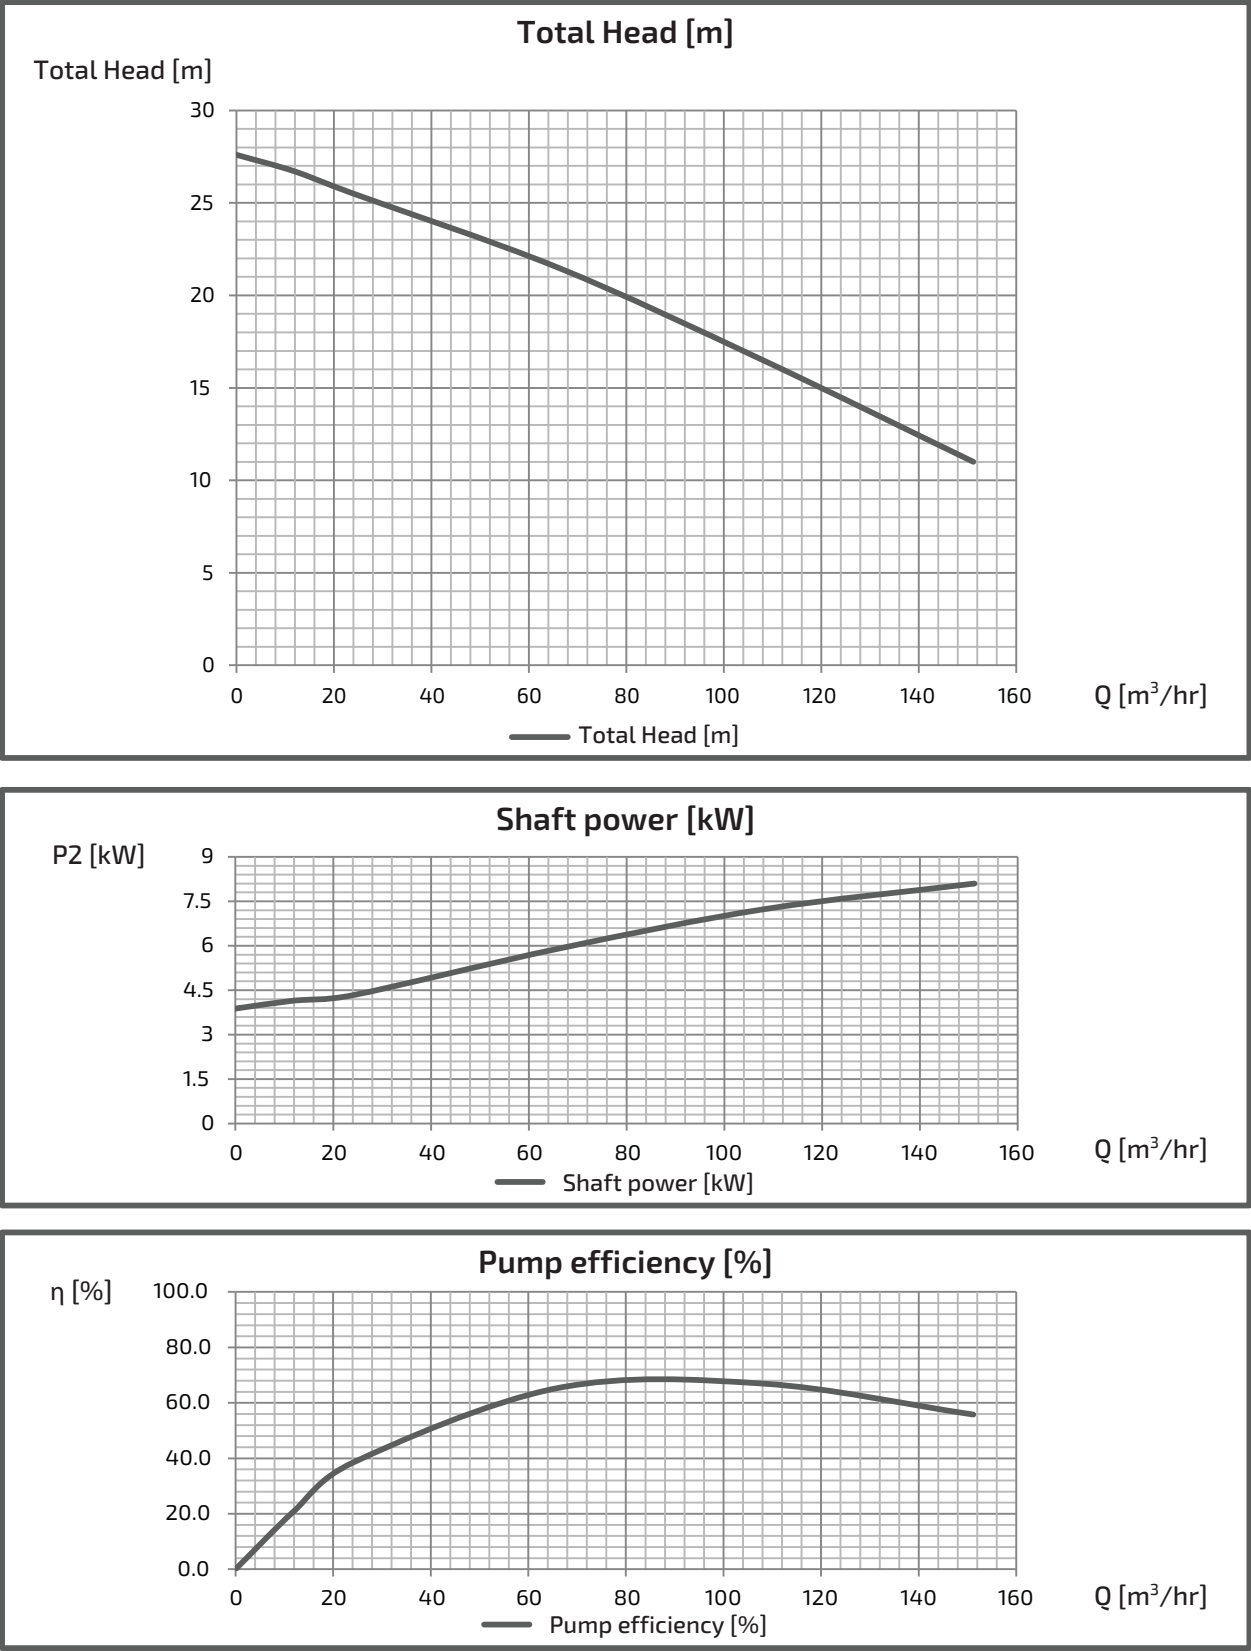 Total Head [m]
Total Head [m]
30
25
20
15
10
5
0
0 20 40 60 80 100 120 140 160 Q [m³/hr]
Total Head [m]
Shaft power [kW]
P2 [kW]
9
7.5
6
4.5
3
1.5
0
0 20 40 60 80 100 120 140 160 Q [m³/hr]
Shaft power [kW]
Pump efficiency [%]
η [%]
100.0
80.0
60.0
40.0
20.0
0.0
0 20 40 60 80 100 120 140 160 Q [m³/hr]
Pump efficiency [%]